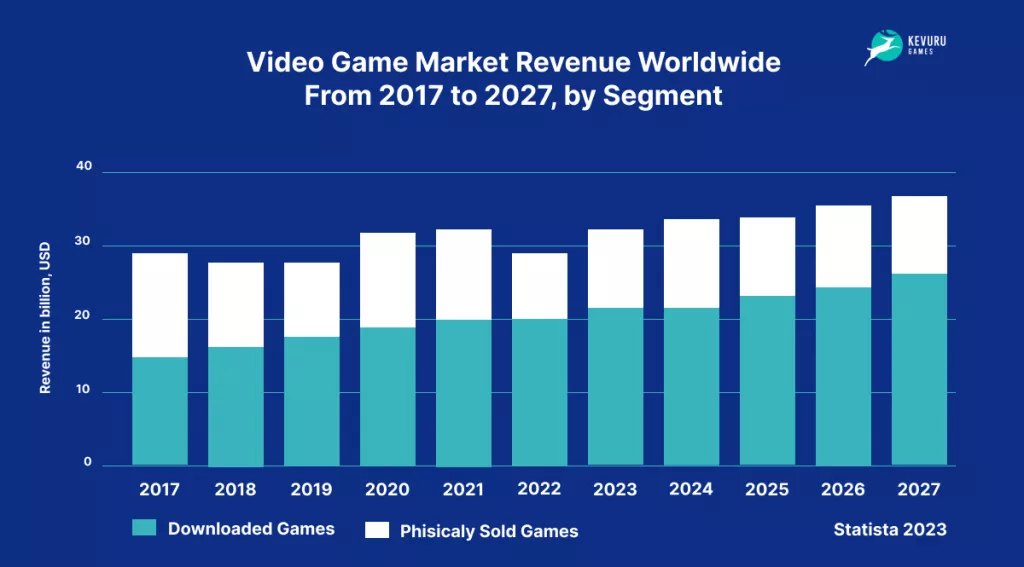 KEVURU
GAMES
Video Game Market Revenue Worldwide
From 2017 to 2027, by Segment
Revenue in billion, USD
40
30
20
10
0
2017 2018 2019 2020 2021 2022 2023 2024 2025 2026 2027
Downloaded Games Phisicaly Sold Games Statista 2023